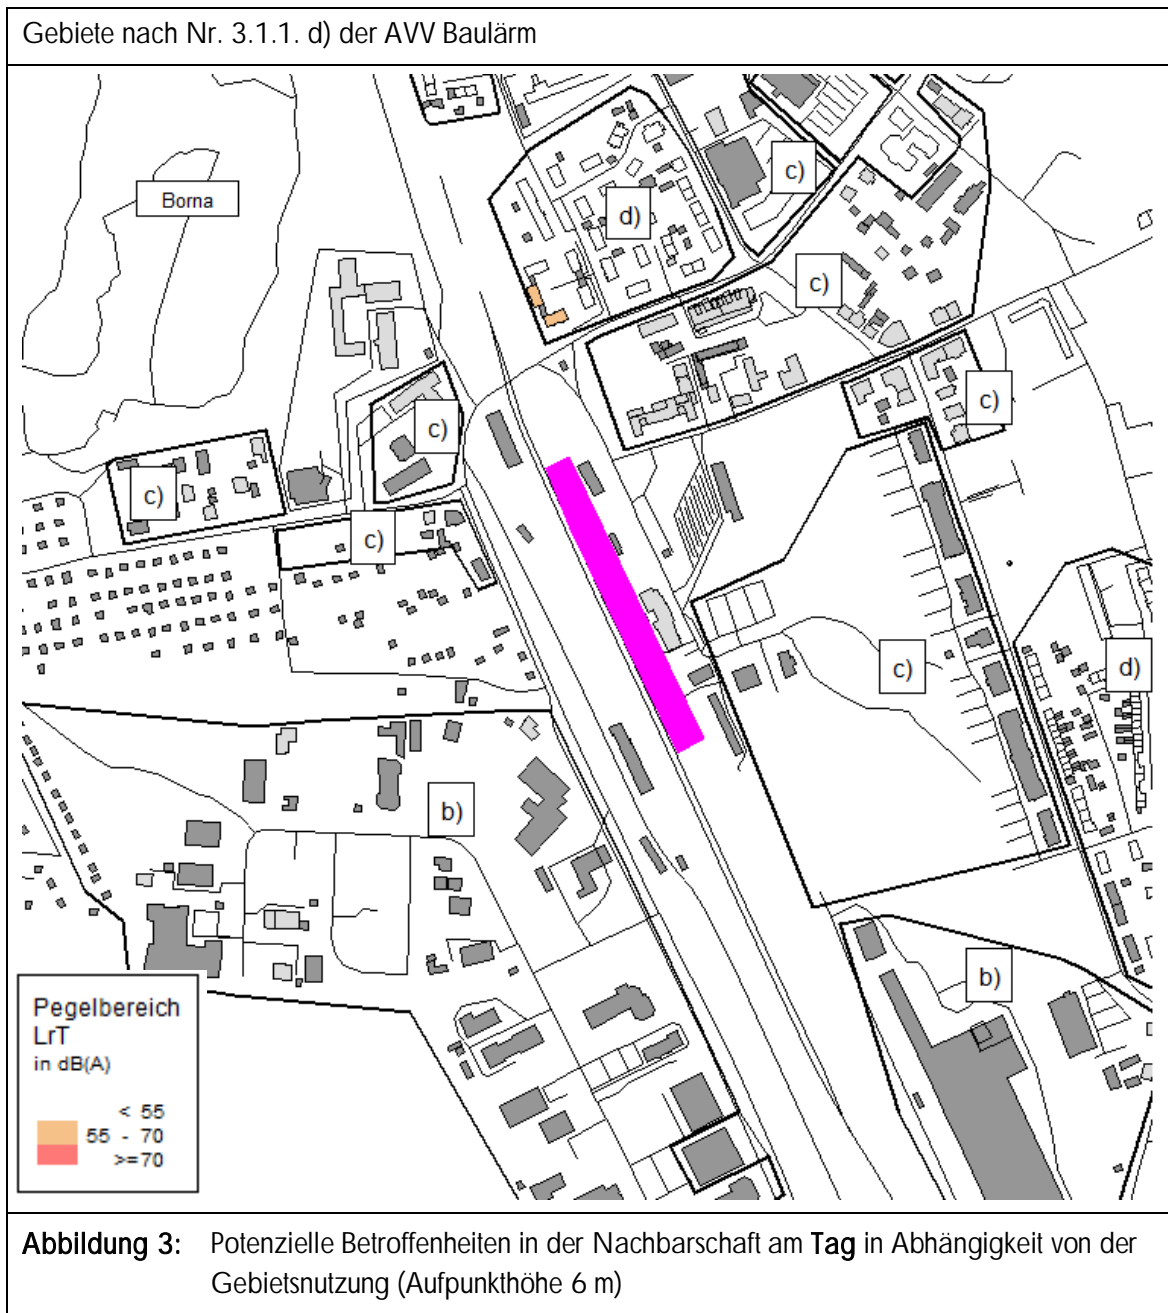 Gebiete nach Nr. 3.1.1. d) der AVV Baulärm
Borna
c)
d)
c)
c)
c)
c)
c)
c)
d)
b)
b)
Pegelbereich
LrT
in dB(A)
< 55
55 - 70
>=70
Abbildung 3: Potenzielle Betroffenheiten in der Nachbarschaft am Tag in Abhängigkeit von der
Gebietsnutzung (Aufpunkthöhe 6 m)